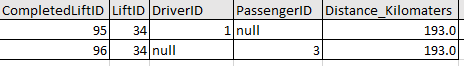 CompletedLiftID LiftID DriverID PassengerID Distance_Kilomaters
95 34 1 null 193.0
96 34 null 3 193.0